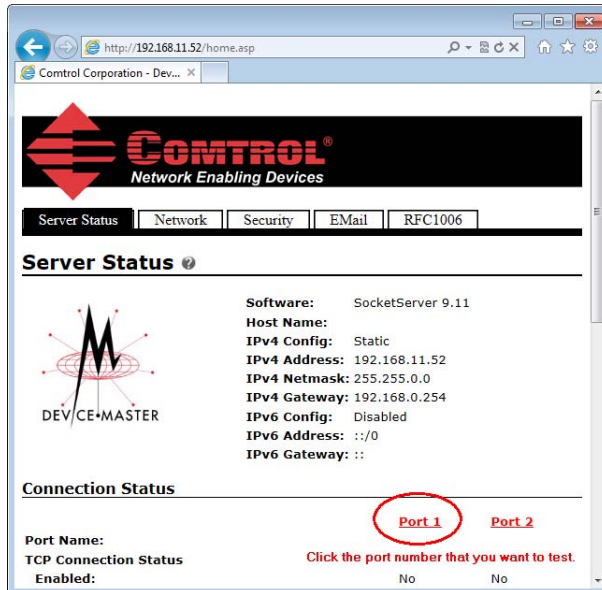 http://192.168.11.52/home.asp
Comtrol Corporation - Dev...
COMTROL®
Network Enabling Devices
Server Status Network Security EMail RFC1006
Server Status ?
Software: SocketServer 9.11
Host Name:
IPv4 Config: Static
IPv4 Address: 192.168.11.52
IPv4 Netmask: 255.255.0.0
IPv4 Gateway: 192.168.0.254
IPv6 Config: Disabled
IPv6 Address: ::/0
IPv6 Gateway: ::
DEVICE•MASTER
Connection Status
Port 1 Port 2
Port Name:
TCP Connection Status Click the port number that you want to test.
Enabled: No No